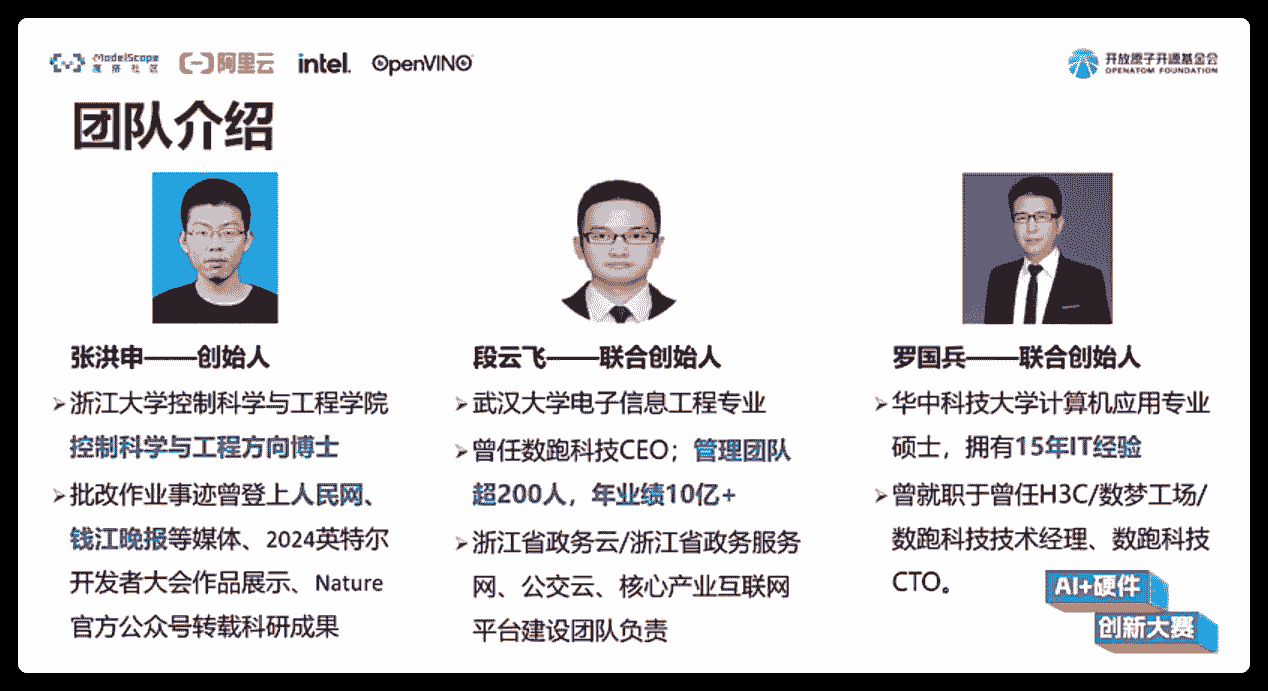 ModelScope
魔搭社区
阿里云
intel.
OpenVINO
开放原子开源基金会
OPENATOM FOUNDATION
团队介绍
张洪申——创始人
➢浙江大学控制科学与工程学院
控制科学与工程方向博士
➢批改作业事迹曾登上人民网、
钱江晚报等媒体、2024英特尔
开发者大会作品展示、Nature
官方公众号转载科研成果
段云飞——联合创始人
➢武汉大学电子信息工程专业
➢曾任数跑科技CEO；管理团队
超200人，年业绩10亿+
➢浙江省政务云/浙江省政务服务
网、公交云、核心产业互联网
平台建设团队负责
罗国兵——联合创始人
➢华中科技大学计算机应用专业
硕士，拥有15年IT经验
➢曾就职于曾任H3C/数梦工场/
数跑科技技术经理、数跑科技
CTO。
AI+硬件
创新大赛